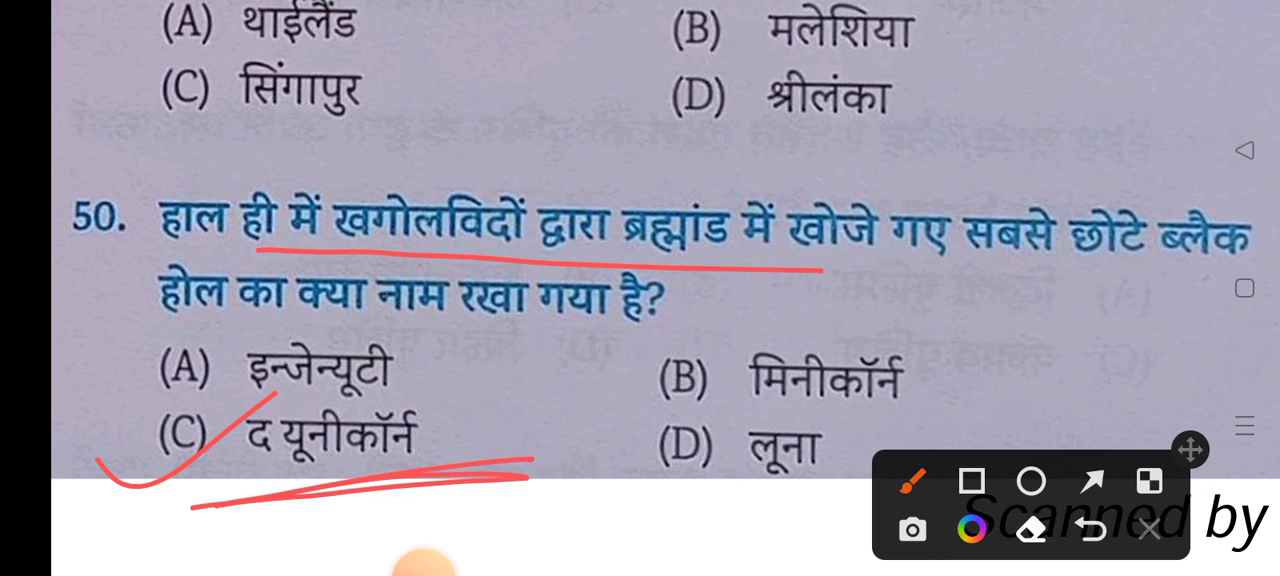 (A) थाईलैंड (B) मलेशिया
(C) सिंगापुर (D) श्रीलंका
50. हाल ही में खगोलविदों द्वारा ब्रह्मांड में खोजे गए सबसे छोटे ब्लैक
होल का क्या नाम रखा गया है?
(A) इन्जेन्यूटी (B) मिनीकॉर्न
(C) द यूनीकॉर्न (D) लूना
Scanned by